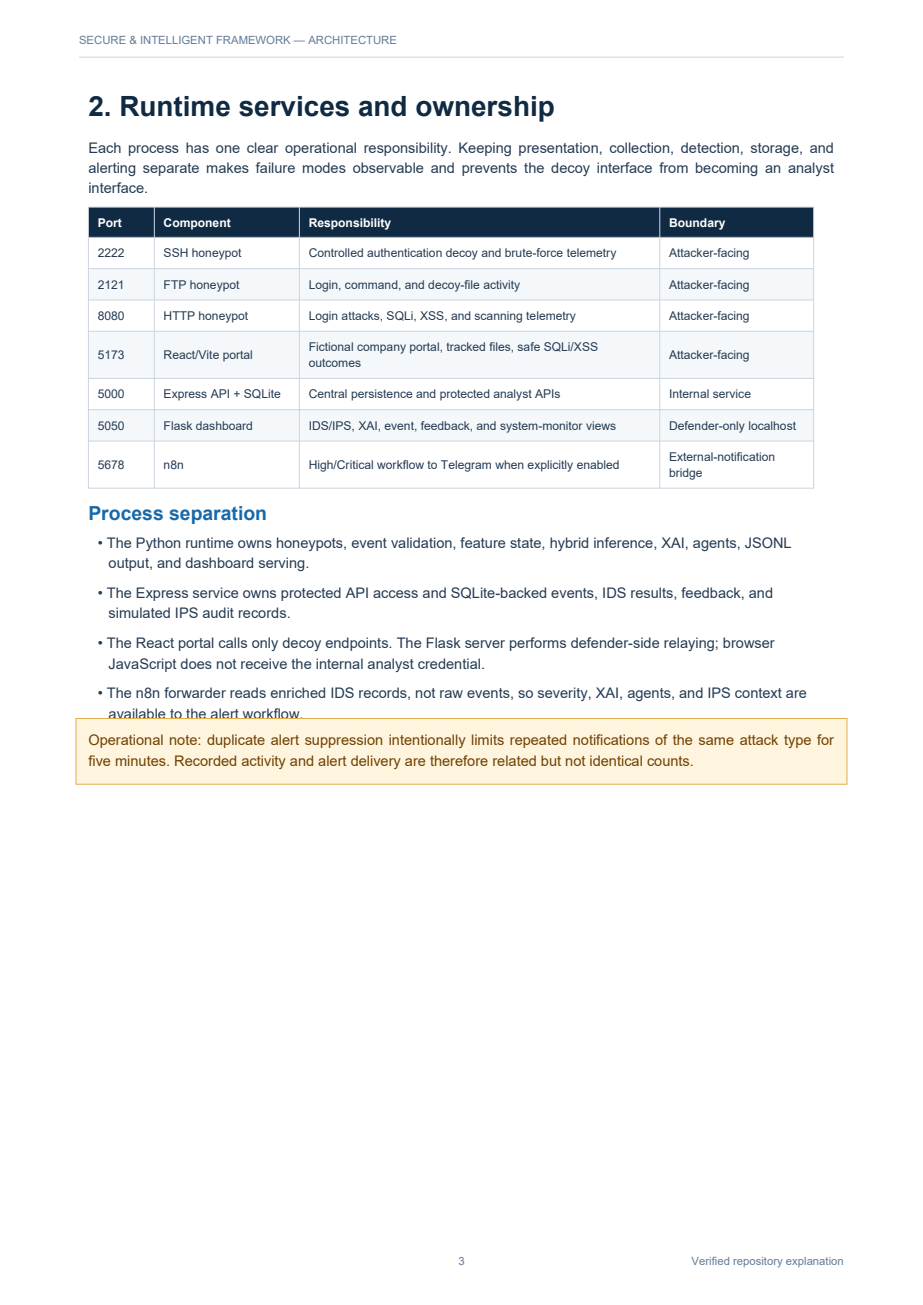 SECURE & INTELLIGENT FRAMEWORK — ARCHITECTURE
2. Runtime services and ownership
Each process has one clear operational responsibility. Keeping presentation, collection, detection, storage, and
alerting separate makes failure modes observable and prevents the decoy interface from becoming an analyst
interface.
Port Component Responsibility Boundary
2222 SSH honeypot Controlled authentication decoy and brute-force telemetry Attacker-facing
2121 FTP honeypot Login, command, and decoy-file activity Attacker-facing
8080 HTTP honeypot Login attacks, SQLi, XSS, and scanning telemetry Attacker-facing
5173 React/Vite portal Fictional company portal, tracked files, safe SQLi/XSS
outcomes Attacker-facing
5000 Express API + SQLite Central persistence and protected analyst APIs Internal service
5050 Flask dashboard IDS/IPS, XAI, event, feedback, and system-monitor views Defender-only localhost
5678 n8n High/Critical workflow to Telegram when explicitly enabled External-notification
bridge
Process separation
• The Python runtime owns honeypots, event validation, feature state, hybrid inference, XAI, agents, JSONL
output, and dashboard serving.
• The Express service owns protected API access and SQLite-backed events, IDS results, feedback, and
simulated IPS audit records.
• The React portal calls only decoy endpoints. The Flask server performs defender-side relaying; browser
JavaScript does not receive the internal analyst credential.
• The n8n forwarder reads enriched IDS records, not raw events, so severity, XAI, agents, and IPS context are
available to the alert workflow.
Operational note: duplicate alert suppression intentionally limits repeated notifications of the same attack type for
five minutes. Recorded activity and alert delivery are therefore related but not identical counts.
3 Verified repository explanation